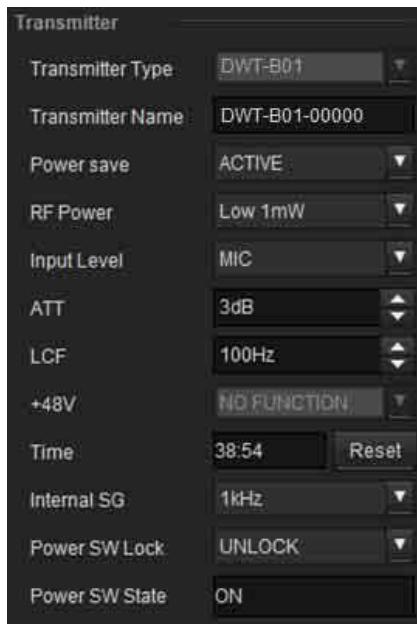 Transmitter
Transmitter Type DWT-B01
Transmitter Name DWT-B01-00000
Power save ACTIVE
RF Power Low 1mW
Input Level MIC
ATT 3dB
LCF 100Hz
+48V NO FUNCTION
Time 38:54 Reset
Internal SG 1kHz
Power SW Lock UNLOCK
Power SW State ON